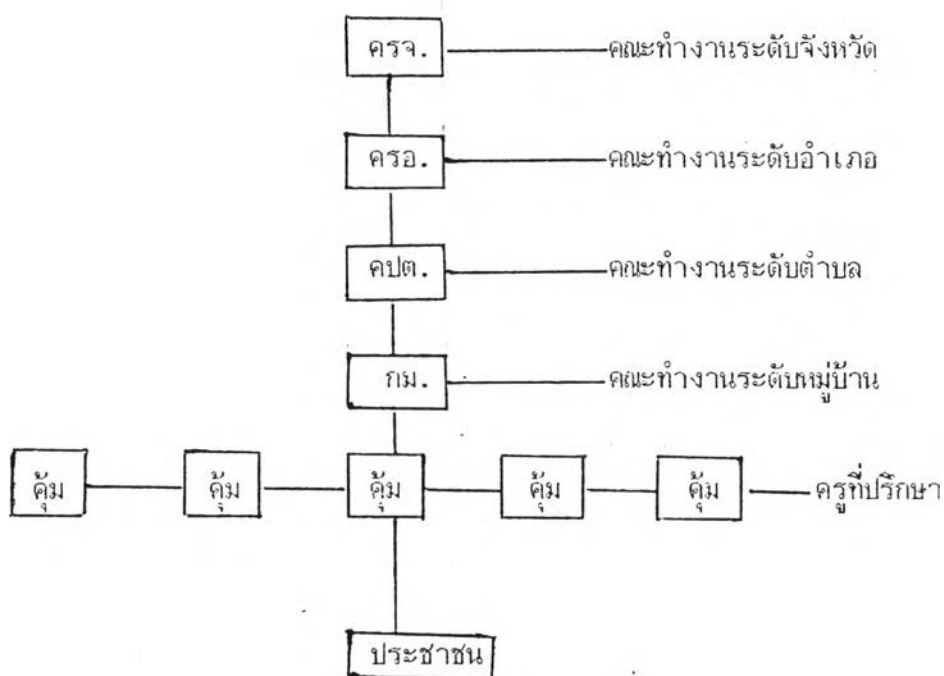 ครจ. คณะทำงานระดับจังหวัด
ครอ. คณะทำงานระดับอำเภอ
คปต. คณะทำงานระดับตำบล
กม. คณะทำงานระดับหมู่บ้าน
คุ้ม คุ้ม คุ้ม คุ้ม คุ้ม ครูที่ปรึกษา
ประชาชน